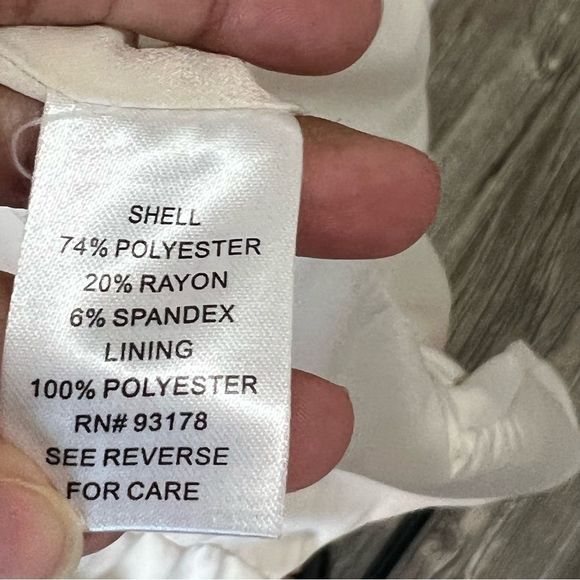 SHELL
74% POLYESTER
20% RAYON
6% SPANDEX
LINING
100% POLYESTER
RN# 93178
SEE REVERSE
FOR CARE